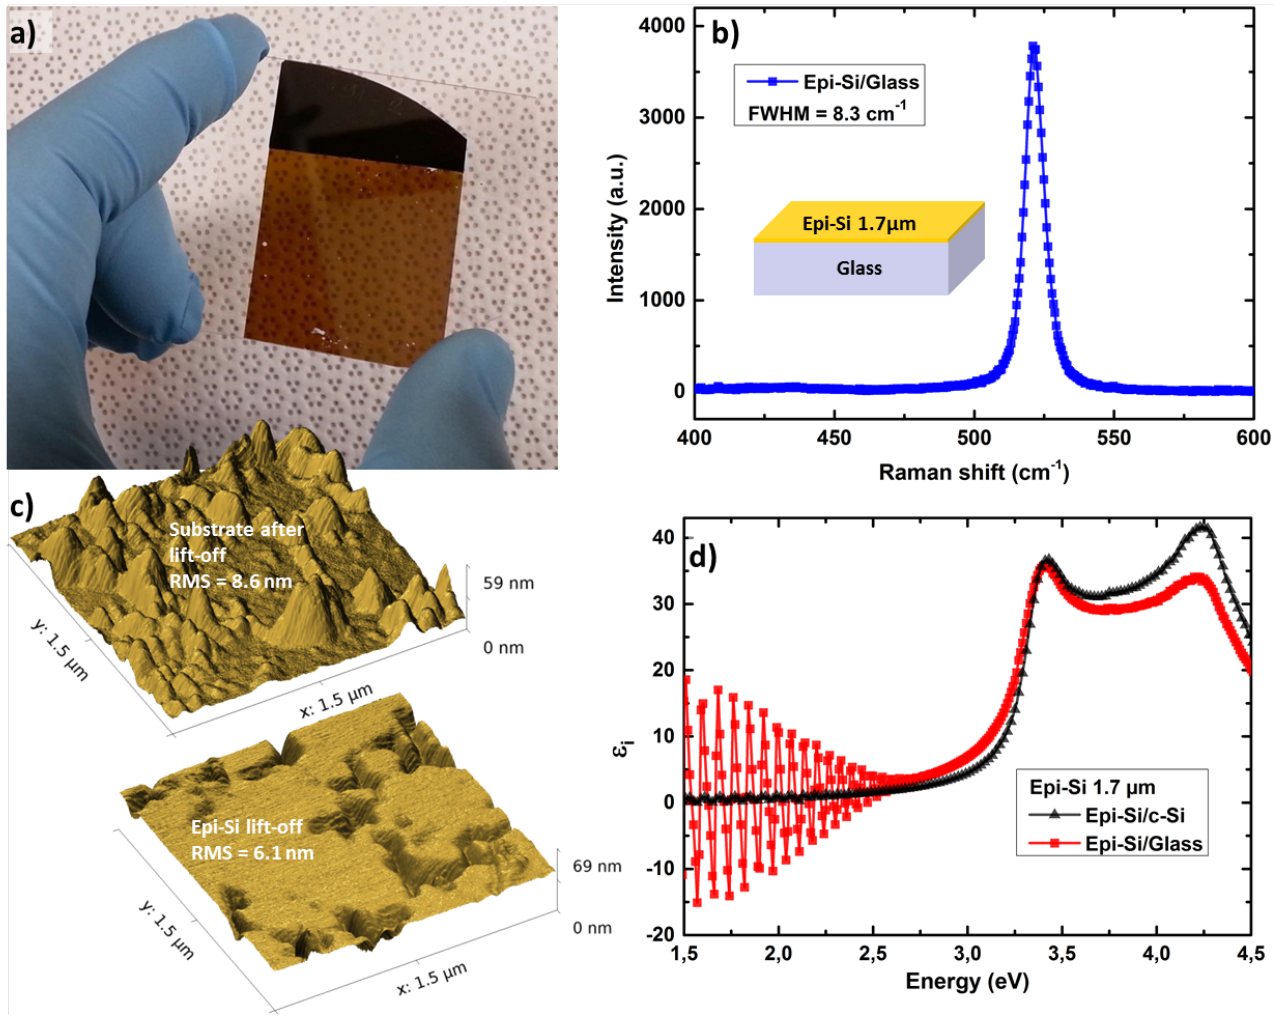 a)
b)
4000
3000
2000
1000
0
Intensity (a.u.)
Epi-Si/Glass
FWHM = 8.3 cm⁻¹
Epi-Si 1.7µm
Glass
400
450
500
550
600
Raman shift (cm⁻¹)
c)
Substrate after
lift-off
RMS = 8.6 nm
59 nm
0 nm
y: 1.5 µm
x: 1.5 µm
Epi-Si lift-off
RMS = 6.1 nm
69 nm
0 nm
y: 1.5 µm
x: 1.5 µm
d)
40
30
20
10
0
-10
-20
εi
Epi-Si 1.7 µm
Epi-Si/c-Si
Epi-Si/Glass
1,5
2,0
2,5
3,0
3,5
4,0
4,5
Energy (eV)